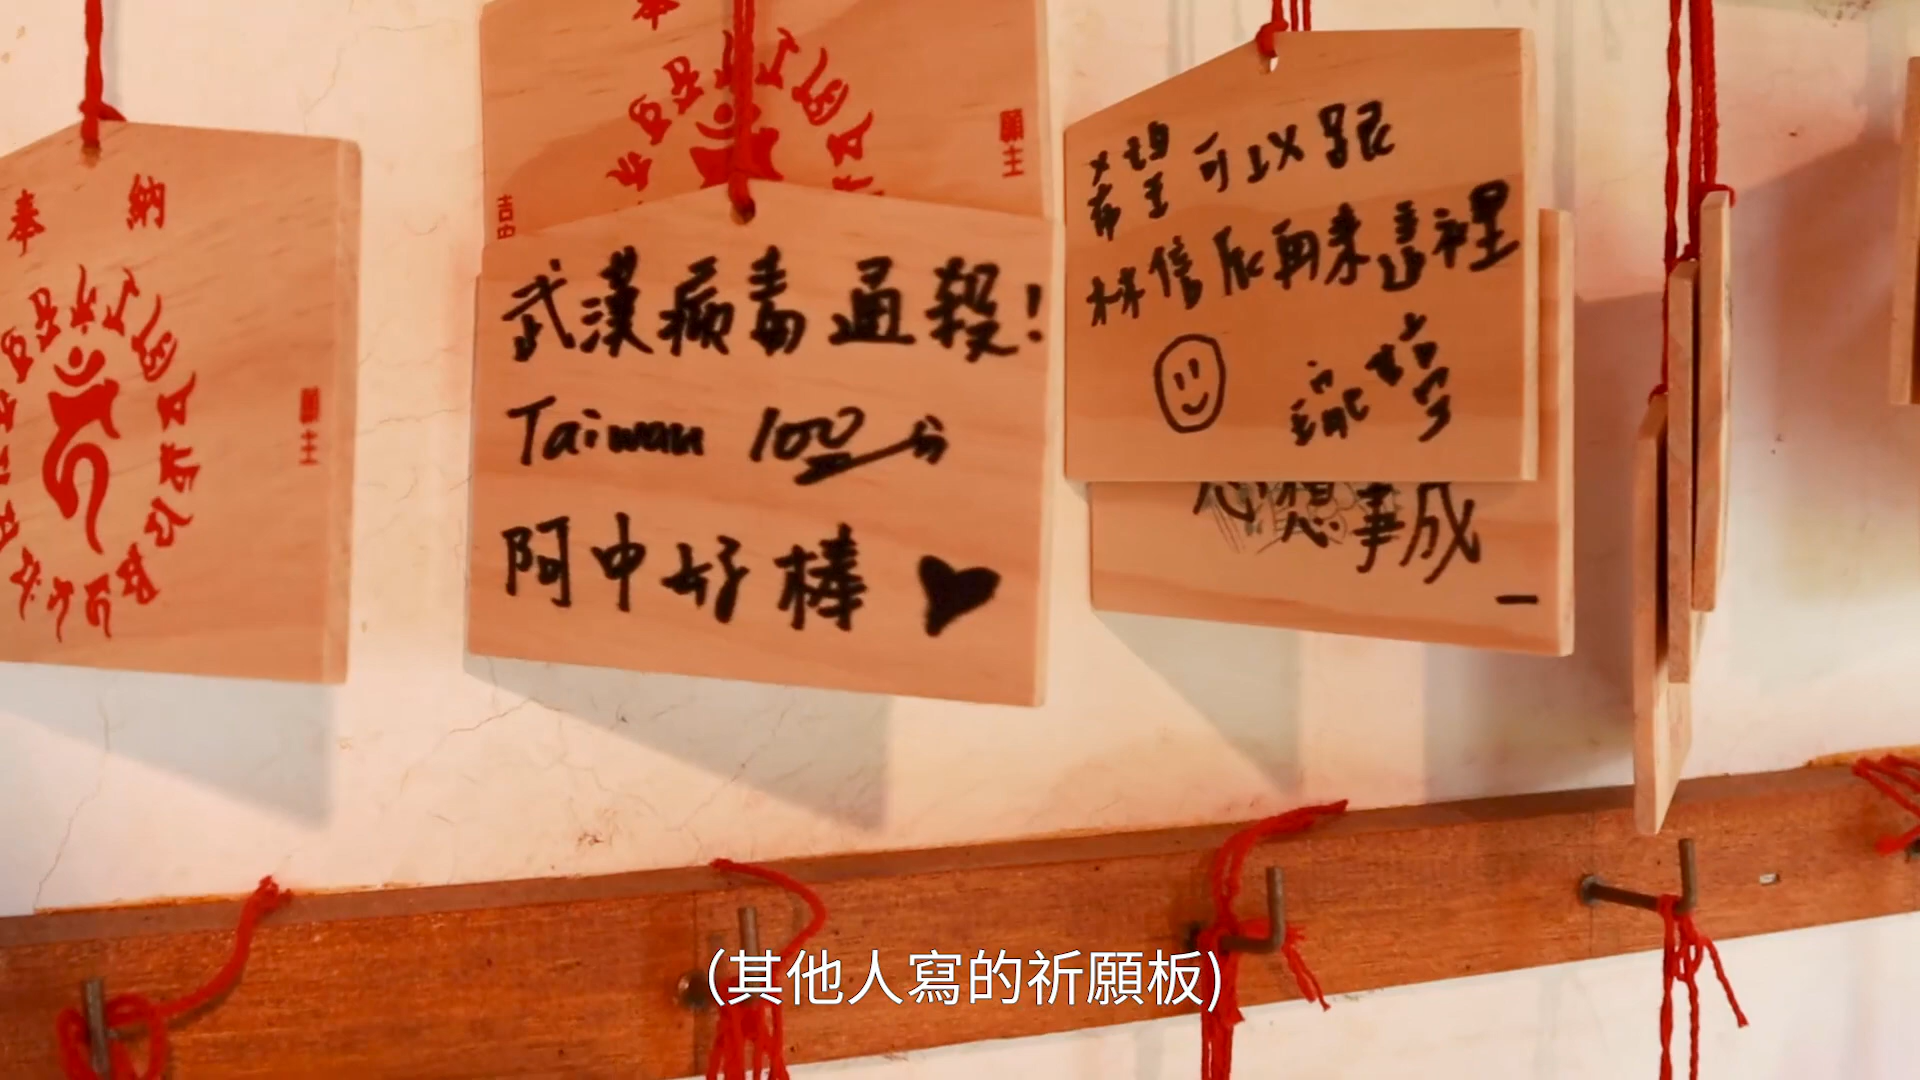 奉納
願主
奉
願主
吉
武漢病毒通殺!
Taiwan 100分
阿中好棒
希望可以跟
林信辰再來這裡
心想事成
(其他人寫的祈願板)